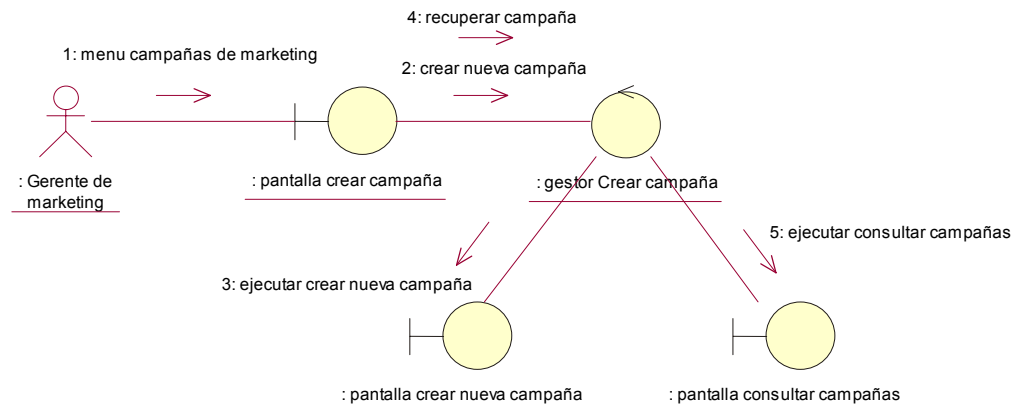 4: recuperar campaña
1: menu campañas de marketing
2: crear nueva campaña
: Gerente de
marketing
: pantalla crear campaña
: gestor Crear campaña
5: ejecutar consultar campañas
3: ejecutar crear nueva campaña
: pantalla crear nueva campaña
: pantalla consultar campañas